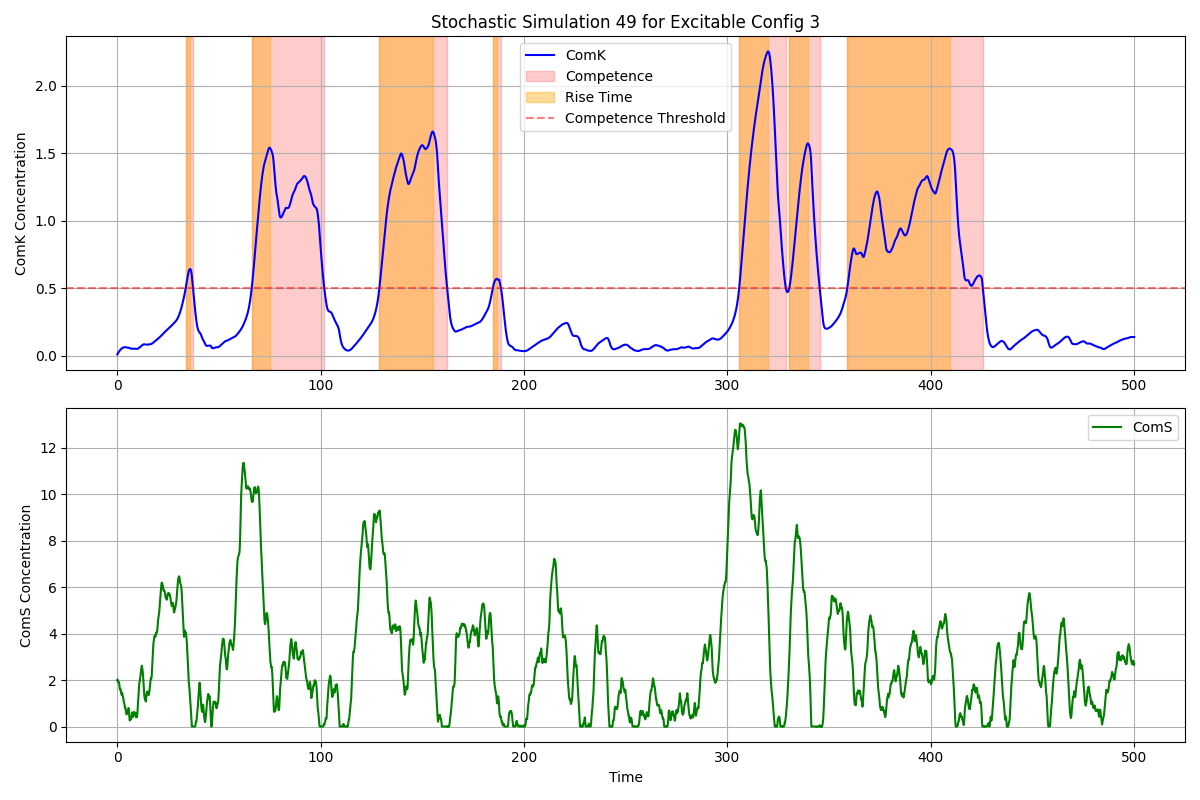 Stochastic Simulation 49 for Excitable Config 3
ComK Concentration
2.0
1.5
1.0
0.5
0.0
ComK
Competence
Rise Time
Competence Threshold
0 100 200 300 400 500
ComS Concentration
12
10
8
6
4
2
0
ComS
0 100 200 300 400 500
Time